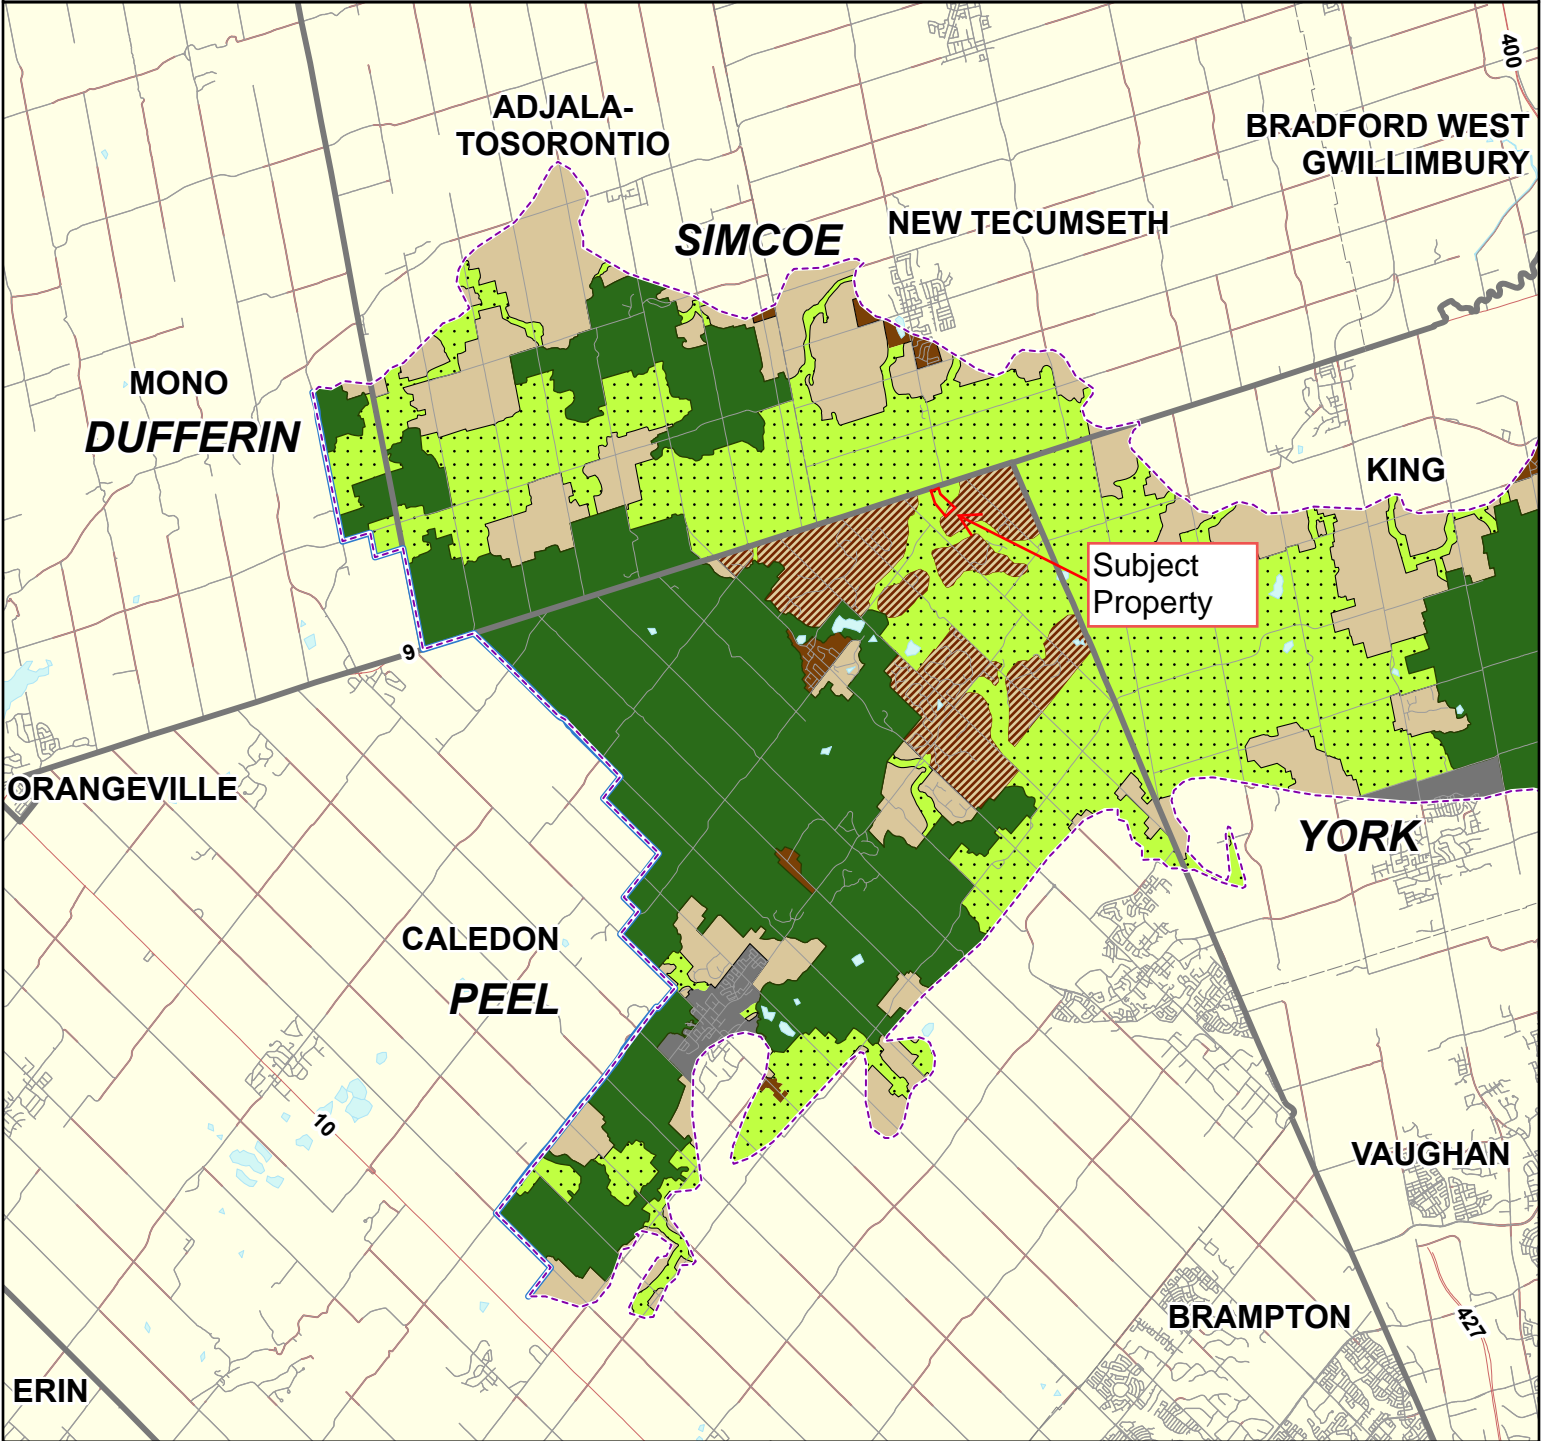 400
ADJALA-
TOSORONTIO
BRADFORD WEST
GWILLIMBURY
SIMCOE
NEW TECUMSETH
MONO
DUFFERIN
KING
Subject
Property
9
ORANGEVILLE
YORK
CALEDON
PEEL
10
VAUGHAN
BRAMPTON
427
ERIN